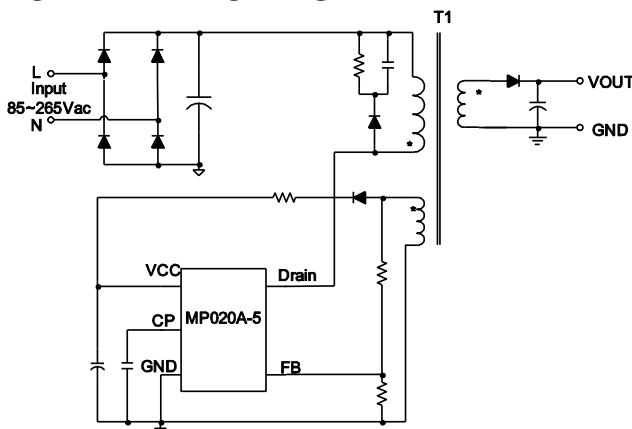 T1
L
Input
85~265Vac
N
*
*
*
VOUT
GND
VCC
Drain
CP
MP020A-5
GND
FB